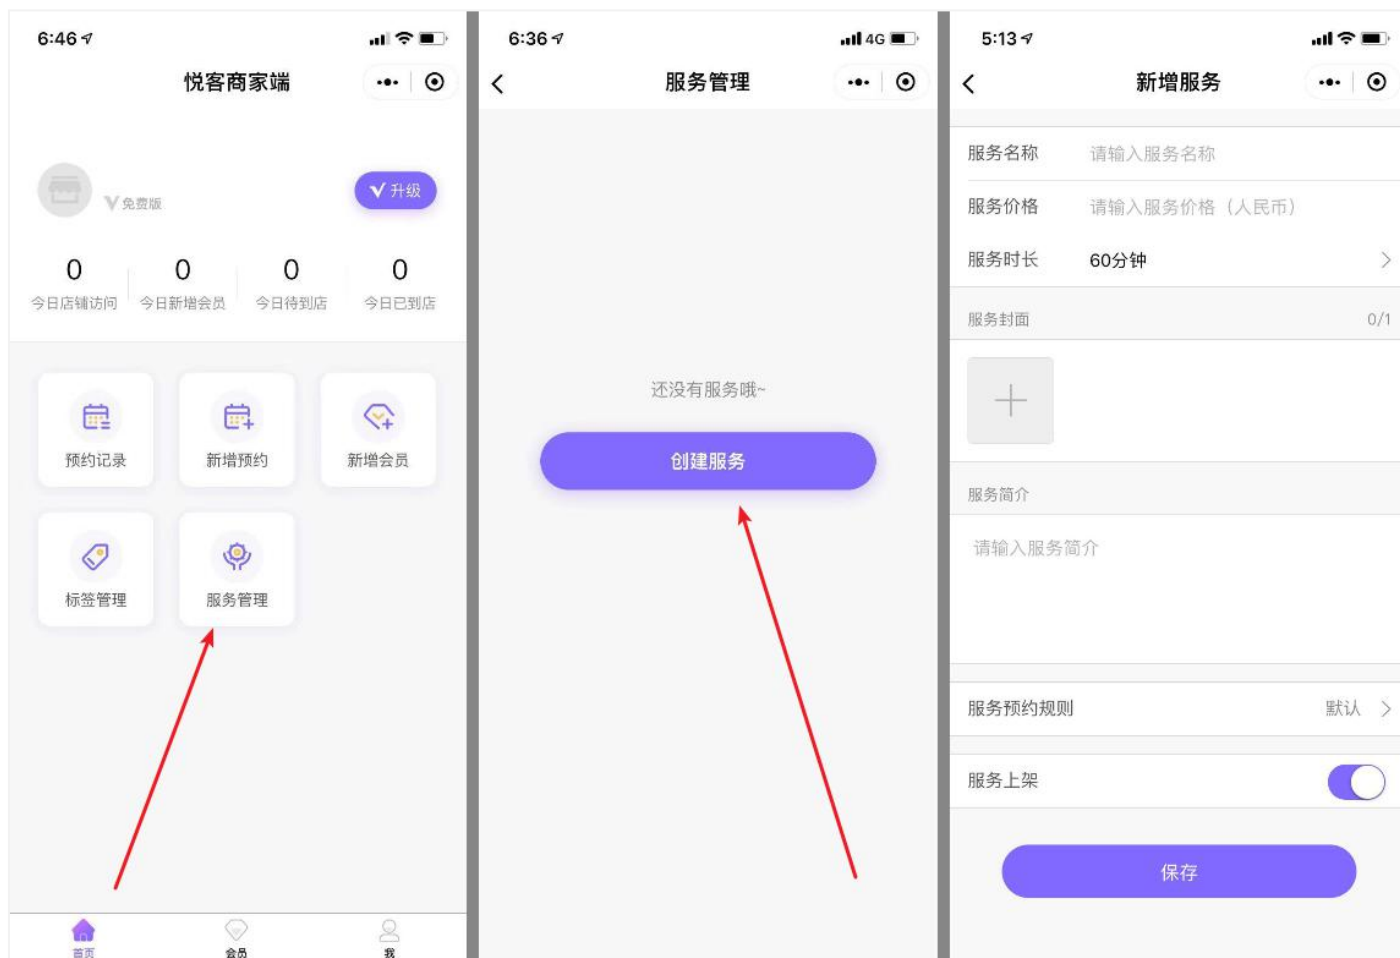 6:46
悦客商家端
免费版
升级
0
0
0
0
今日店铺访问
今日新增会员
今日待到店
今日已到店
预约记录
新增预约
新增会员
标签管理
服务管理
首页
会员
我
6:36
4G
服务管理
还没有服务哦~
创建服务
5:13
新增服务
服务名称 请输入服务名称
服务价格 请输入服务价格（人民币）
服务时长 60分钟
服务封面 0/1
服务简介
请输入服务简介
服务预约规则 默认
服务上架
保存